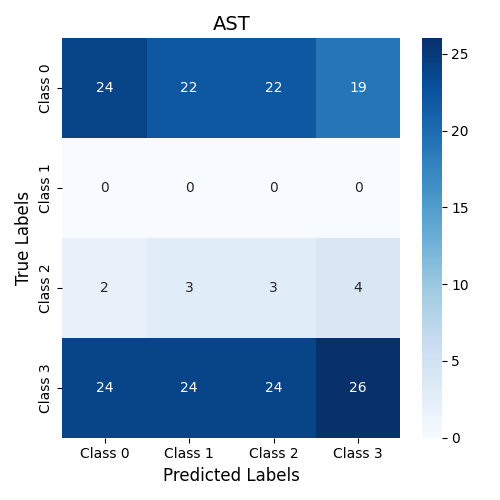 AST
Class 0 24 22 22 19
Class 1 0 0 0 0
Class 2 2 3 3 4
Class 3 24 24 24 26
Class 0 Class 1 Class 2 Class 3
True Labels
Predicted Labels
25
20
15
10
5
0